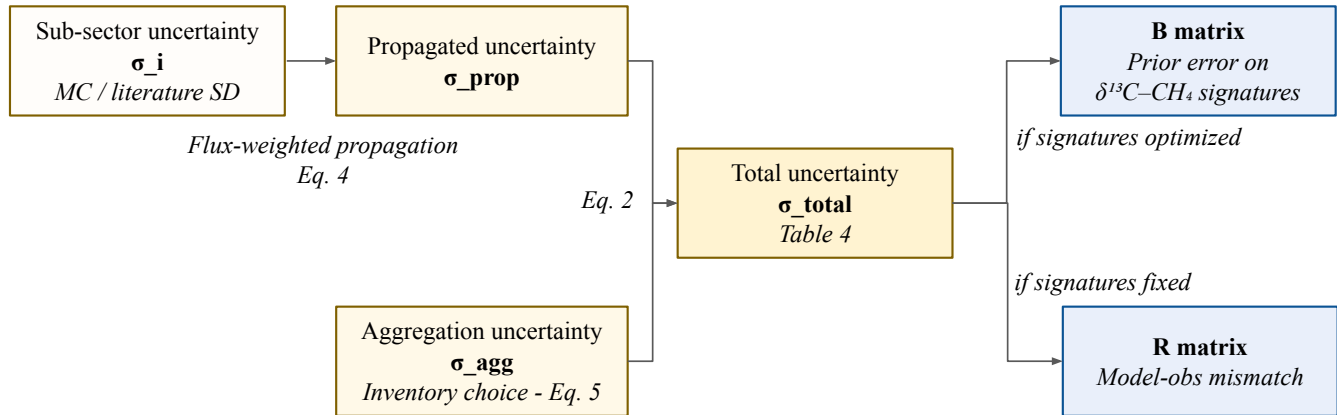 Sub-sector uncertainty
σ_i
MC / literature SD
Propagated uncertainty
σ_prop
Flux-weighted propagation
Eq. 4
Aggregation uncertainty
σ_agg
Inventory choice - Eq. 5
Eq. 2
Total uncertainty
σ_total
Table 4
if signatures optimized
B matrix
Prior error on
δ¹³C–CH₄ signatures
if signatures fixed
R matrix
Model-obs mismatch